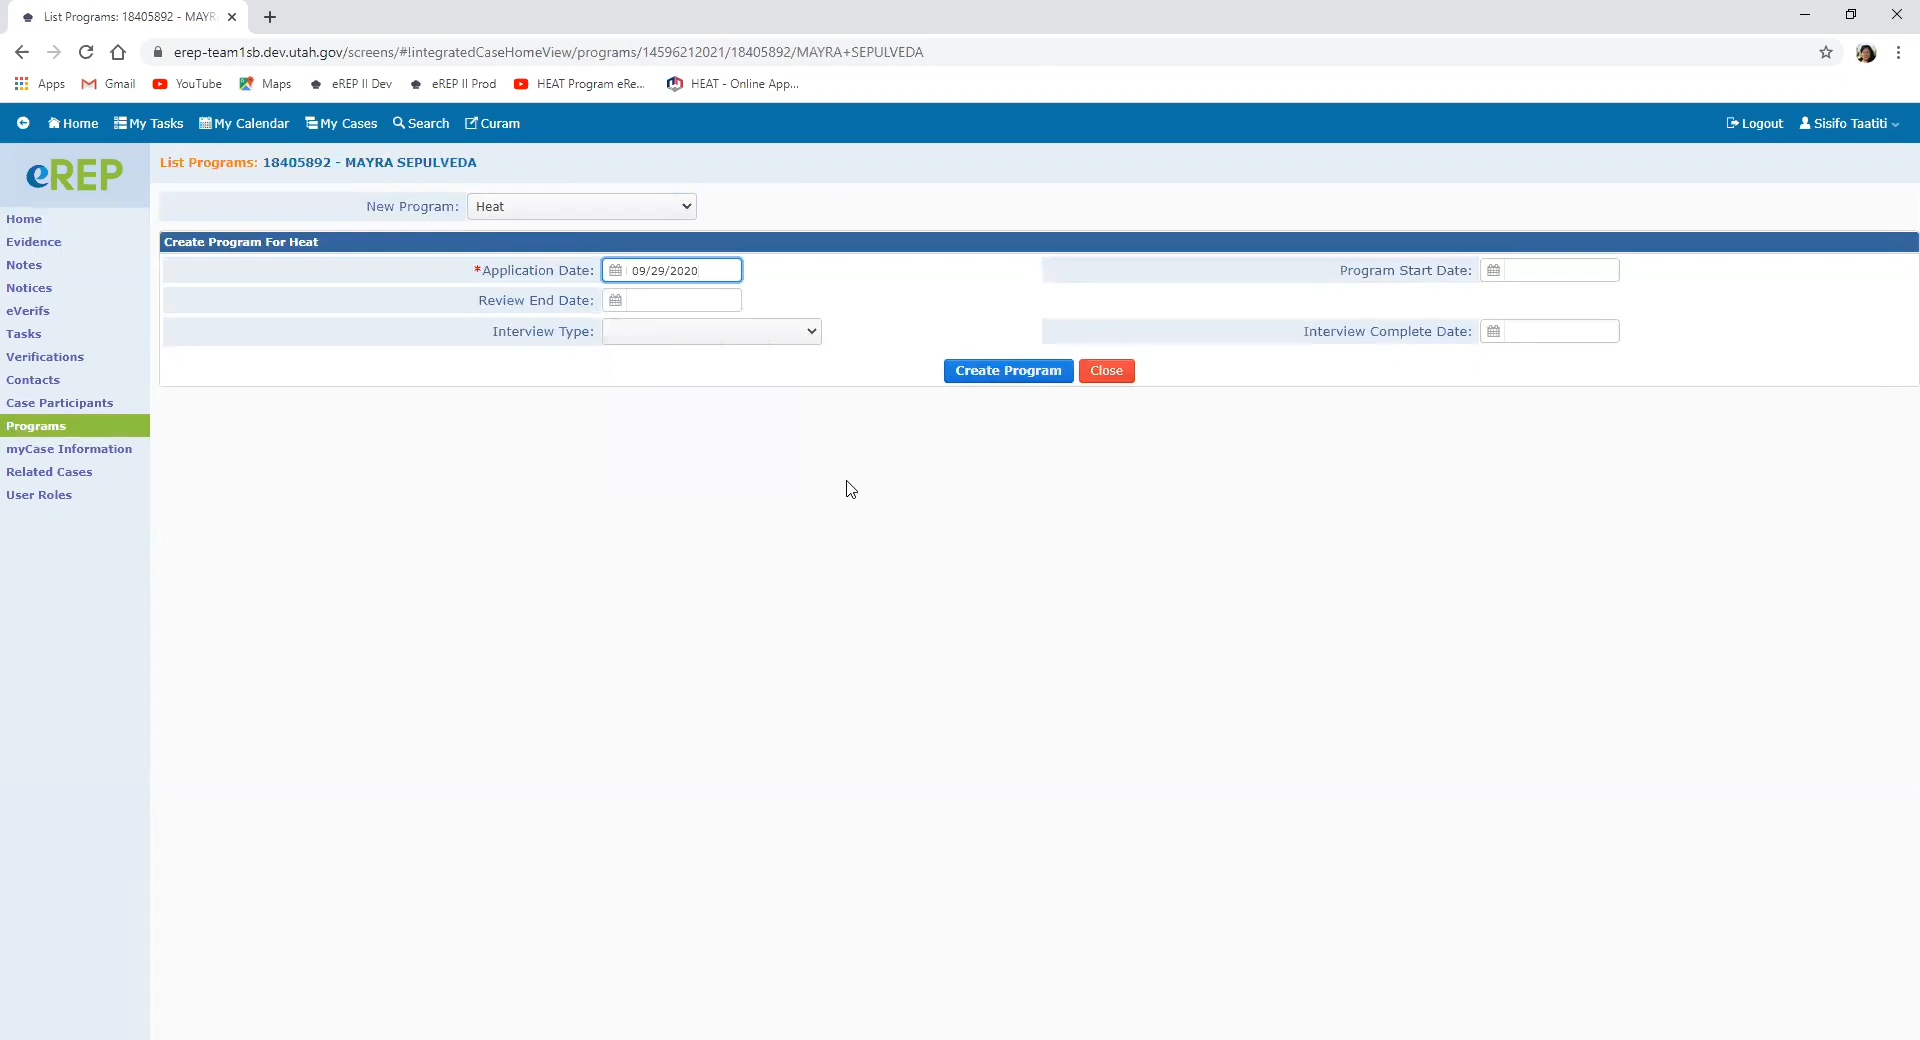 List Programs: 18405892 - MAYR
erep-team1sb.dev.utah.gov/screens/#!integratedCaseHomeView/programs/14596212021/18405892/MAYRA+SEPULVEDA
Apps Gmail YouTube Maps eREP II Dev eREP II Prod HEAT Program eRe... HEAT - Online App...
Home My Tasks My Calendar My Cases Search Curam Logout Sisifo Taatiti
eREP
List Programs: 18405892 - MAYRA SEPULVEDA
New Program: Heat
Create Program For Heat
*Application Date: 09/29/2020 Program Start Date:
Review End Date:
Interview Type: Interview Complete Date:
Create Program Close
Home
Evidence
Notes
Notices
eVerifs
Tasks
Verifications
Contacts
Case Participants
Programs
myCase Information
Related Cases
User Roles